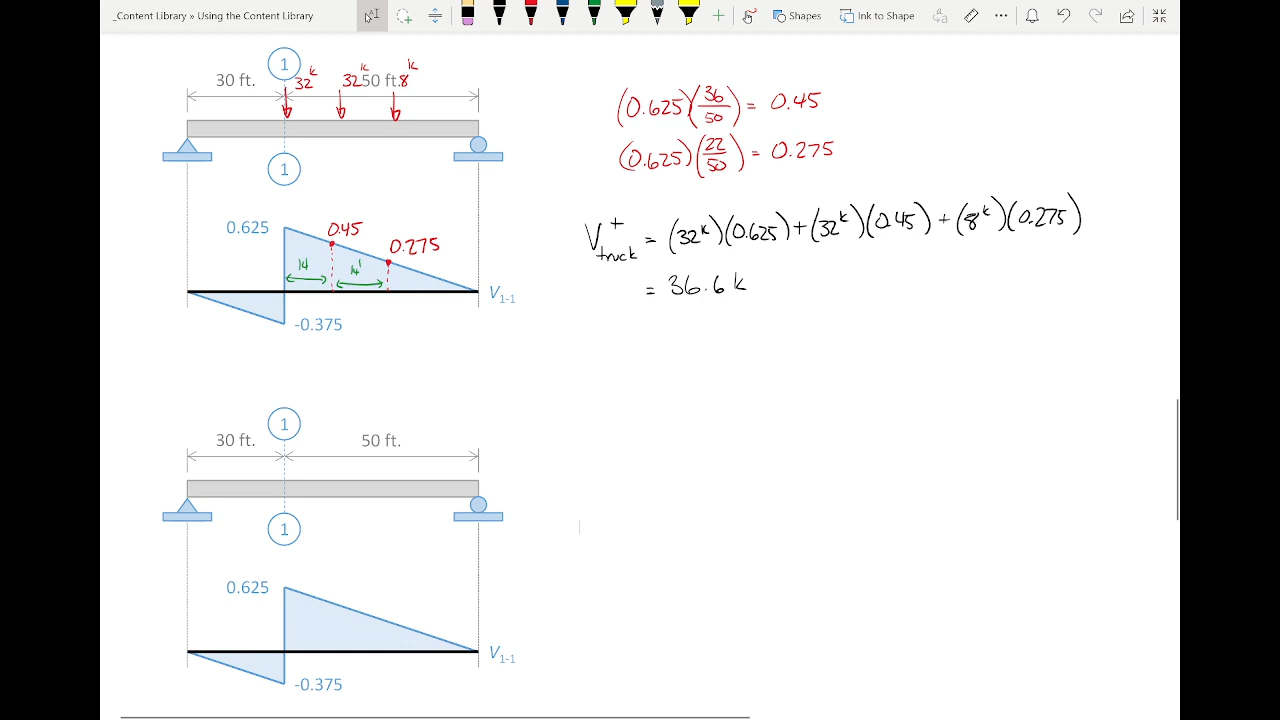 _Content Library » Using the Content Library
Shapes
Ink to Shape
1
30 ft.
50 ft.
32ᵏ
32ᵏ
8ᵏ
1
0.625
0.45
0.275
14
14'
V₁₋₁
-0.375
(0.625)(36/50) = 0.45
(0.625)(22/50) = 0.275
V⁺truck = (32ᵏ)(0.625) + (32ᵏ)(0.45) + (8ᵏ)(0.275)
= 36.6 k
1
30 ft.
50 ft.
1
0.625
V₁₋₁
-0.375